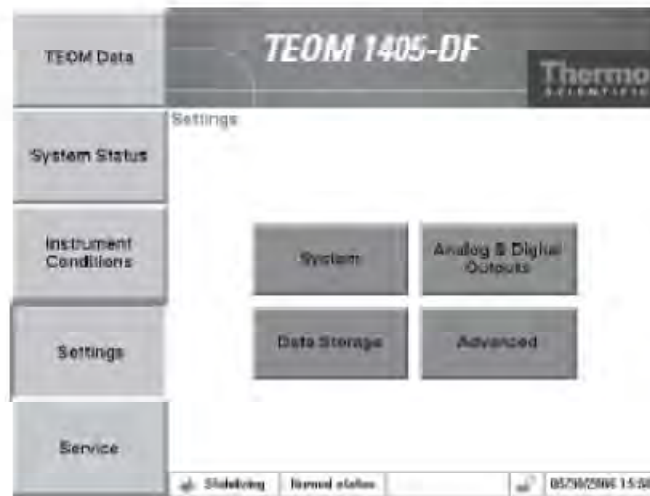 TEOM Data
TEOM 1405-DF
Thermo
SCIENTIFIC
Settings
System Status
Instrument
Conditions
System
Analog & Digital
Outputs
Settings
Data Storage
Advanced
Service
Stabilizing
Normal status